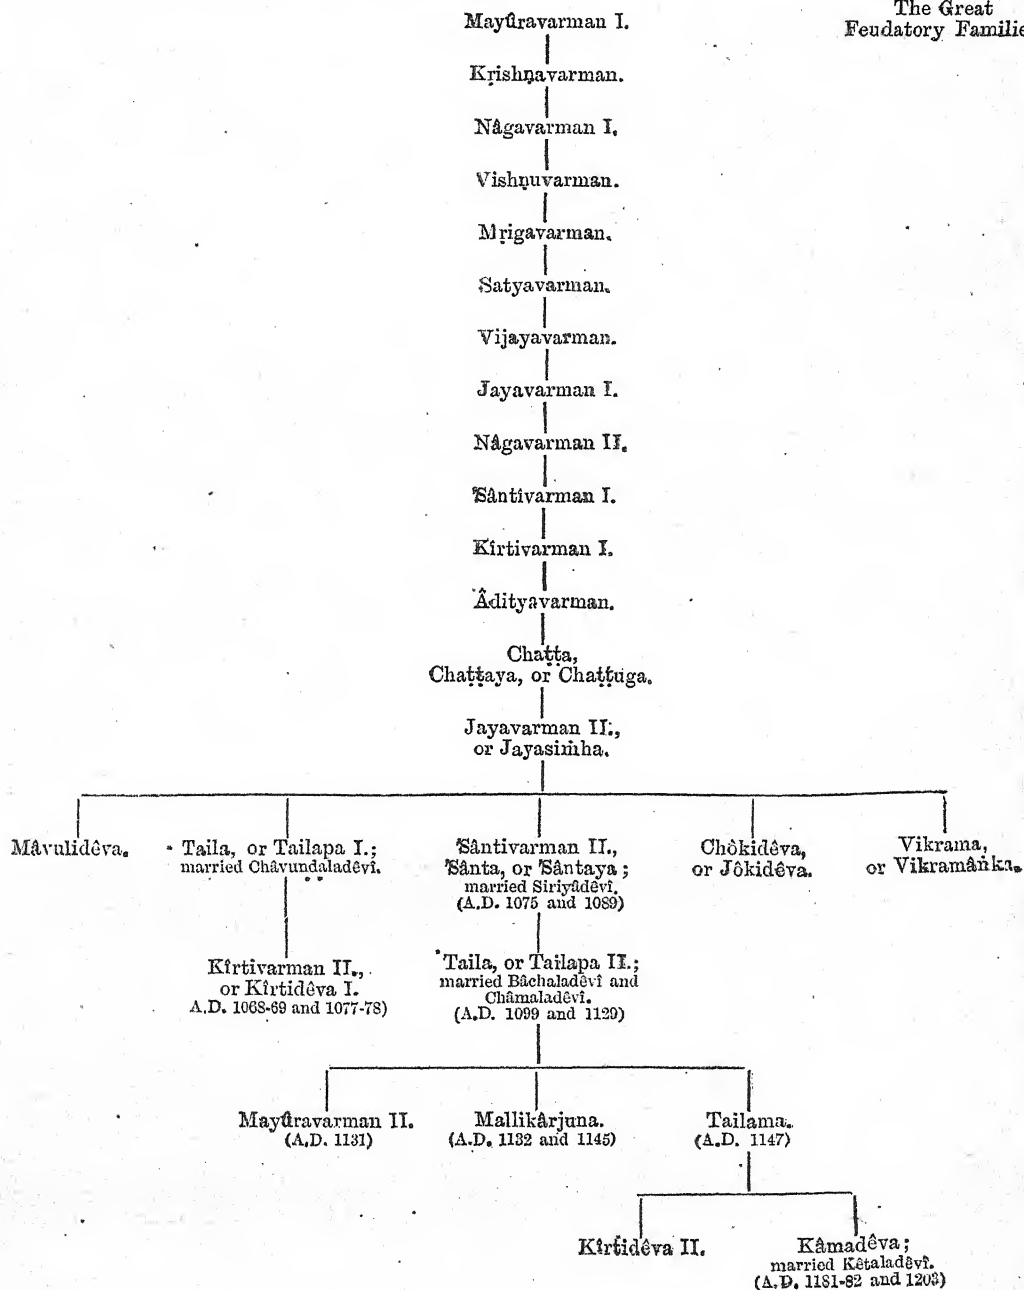 The Great
Feudatory Familie
Mayûravarman I.
Kṛishṇavarman.
Nâgavarman I.
Vishṇuvarman.
Mṛigavarman.
Satyavarman.
Vijayavarman.
Jayavarman I.
Nâgavarman II.
'Sântivarman I.
Kîrtivarman I.
Âdityavarman.
Chaṭṭa,
Chaṭṭaya, or Chaṭṭuga.
Jayavarman II.,
or Jayasiṁha.
Mâvulidêva.
Taila, or Tailapa I.;
married Châvuṇḍaladêvî.
'Sântivarman II.,
'Sânta, or 'Sântaya;
married Siriyâdêvî.
(A.D. 1075 and 1089)
Chôkidêva,
or Jôkidêva.
Vikrama,
or Vikramâṅka.
Kîrtivarman II.,
or Kîrtidêva I.
A.D. 1068-69 and 1077-78)
Taila, or Tailapa II.;
married Bâchaladêvî and
Châmaladêvî.
(A.D. 1099 and 1129)
Mayûravarman II.
(A.D. 1131)
Mallikârjuna.
(A.D. 1132 and 1145)
Tailama.
(A.D. 1147)
Kîrtidêva II.
Kâmadêva;
married Kêtaladêvî.
(A.D. 1181-82 and 1203)